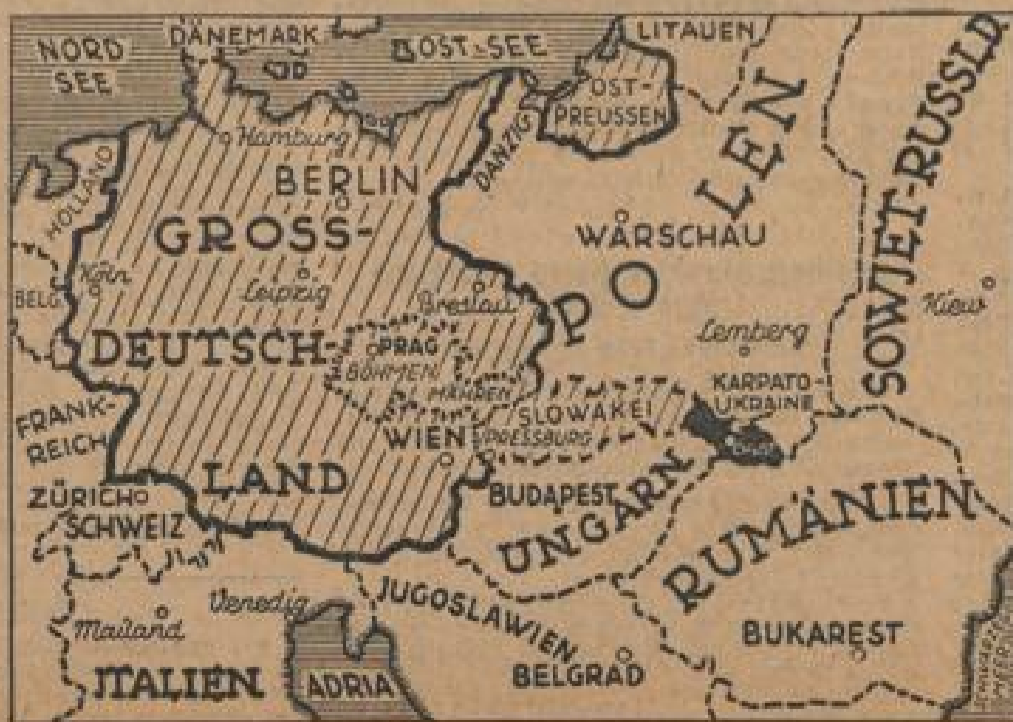 NORD
SEE
DÄNEMARK
OST-SEE
LITAUEN
OST-
PREUSSEN
DANZIG
HOLLAND
Hamburg
BERLIN
GROSS-
WARSCHAU
POLEN
SOWJET-RUSSLD.
Köln
BELG.
Leipzig
Breslau
Lemberg
Kiew
DEUTSCH-
PRAG
BÖHMEN
MÄHREN
SLOWAKEI
PRESSBURG
KARPATO-
UKRAINE
FRANK-
REICH
WIEN
LAND
BUDAPEST
UNGARN
RUMÄNIEN
ZÜRICH
SCHWEIZ
Venedig
JUGOSLAWIEN
Mailand
BUKAREST
ITALIEN
ADRIA
BELGRAD